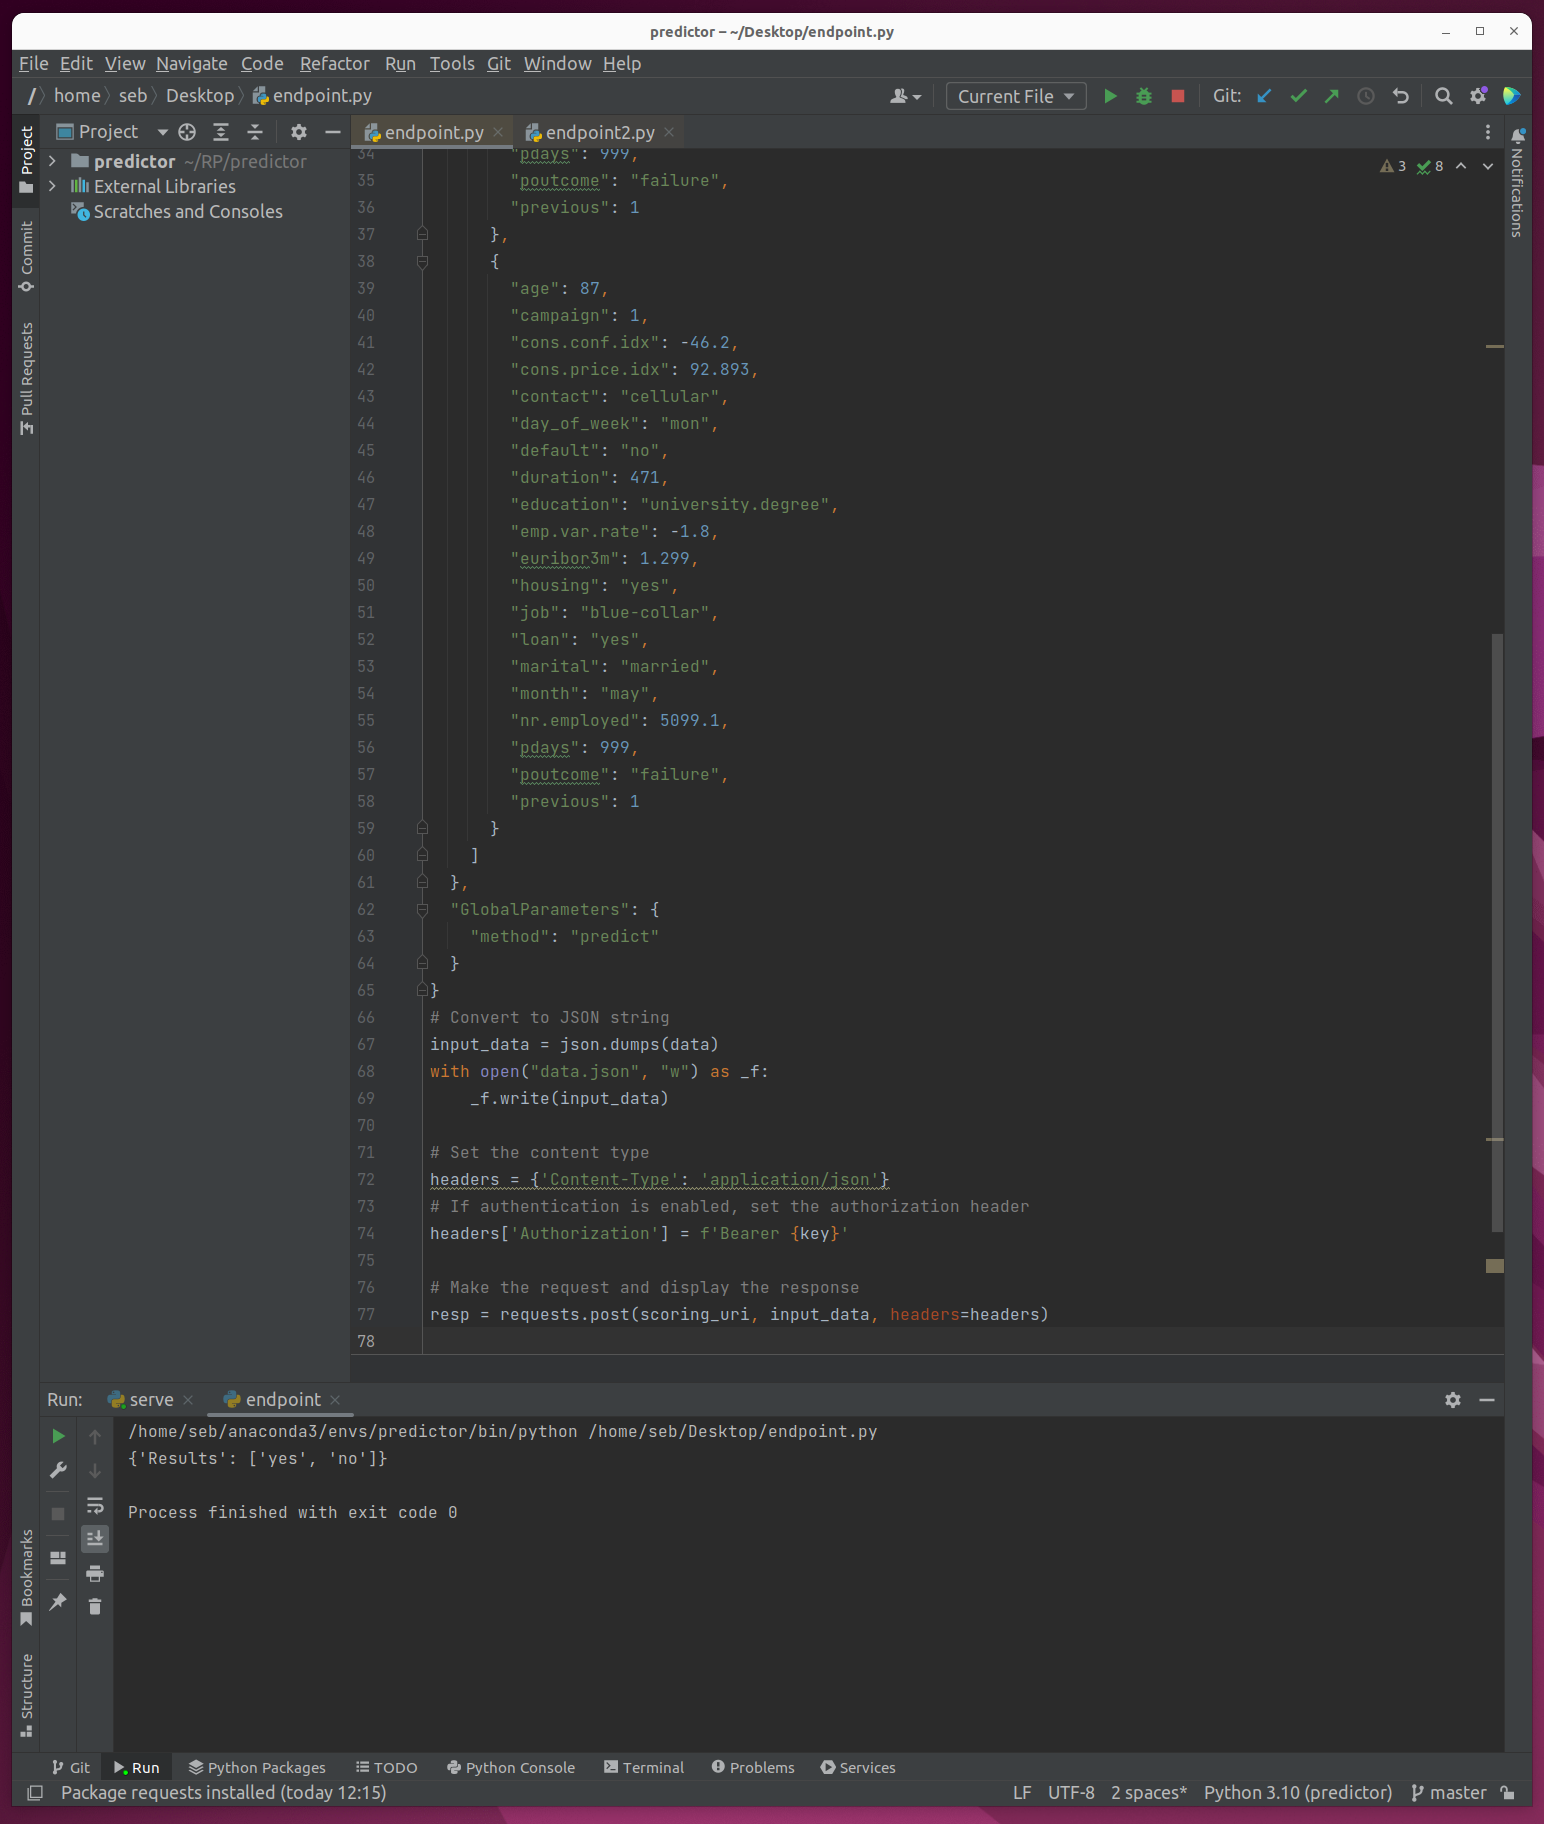 predictor – ~/Desktop/endpoint.py
File Edit View Navigate Code Refactor Run Tools Git Window Help
/ home seb Desktop endpoint.py Current File Git:
Project endpoint.py endpoint2.py
predictor ~/RP/predictor
External Libraries
Scratches and Consoles
Project
Commit
Pull Requests
Bookmarks
Structure
Notifications
3 8
34 "pdays": 999,
35 "poutcome": "failure",
36 "previous": 1
37 },
38 {
39 "age": 87,
40 "campaign": 1,
41 "cons.conf.idx": -46.2,
42 "cons.price.idx": 92.893,
43 "contact": "cellular",
44 "day_of_week": "mon",
45 "default": "no",
46 "duration": 471,
47 "education": "university.degree",
48 "emp.var.rate": -1.8,
49 "euribor3m": 1.299,
50 "housing": "yes",
51 "job": "blue-collar",
52 "loan": "yes",
53 "marital": "married",
54 "month": "may",
55 "nr.employed": 5099.1,
56 "pdays": 999,
57 "poutcome": "failure",
58 "previous": 1
59 }
60 ]
61 },
62 "GlobalParameters": {
63 "method": "predict"
64 }
65 }
66 # Convert to JSON string
67 input_data = json.dumps(data)
68 with open("data.json", "w") as _f:
69 _f.write(input_data)
70
71 # Set the content type
72 headers = {'Content-Type': 'application/json'}
73 # If authentication is enabled, set the authorization header
74 headers['Authorization'] = f'Bearer {key}'
75
76 # Make the request and display the response
77 resp = requests.post(scoring_uri, input_data, headers=headers)
78
Run: serve endpoint
/home/seb/anaconda3/envs/predictor/bin/python /home/seb/Desktop/endpoint.py
{'Results': ['yes', 'no']}
Process finished with exit code 0
Git Run Python Packages TODO Python Console Terminal Problems Services
Package requests installed (today 12:15) LF UTF-8 2 spaces* Python 3.10 (predictor) master